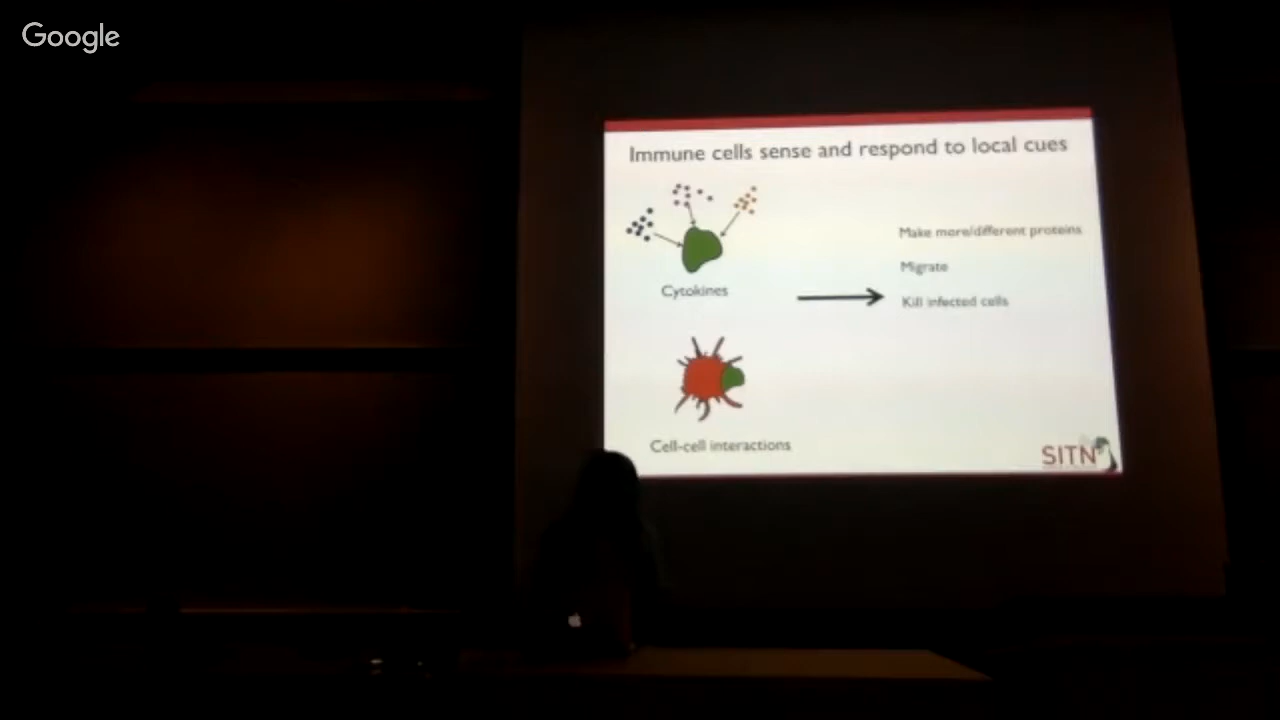 Google
Immune cells sense and respond to local cues
Make more/different proteins
Migrate
Cytokines
Kill infected cells
Cell-cell interactions
SITN